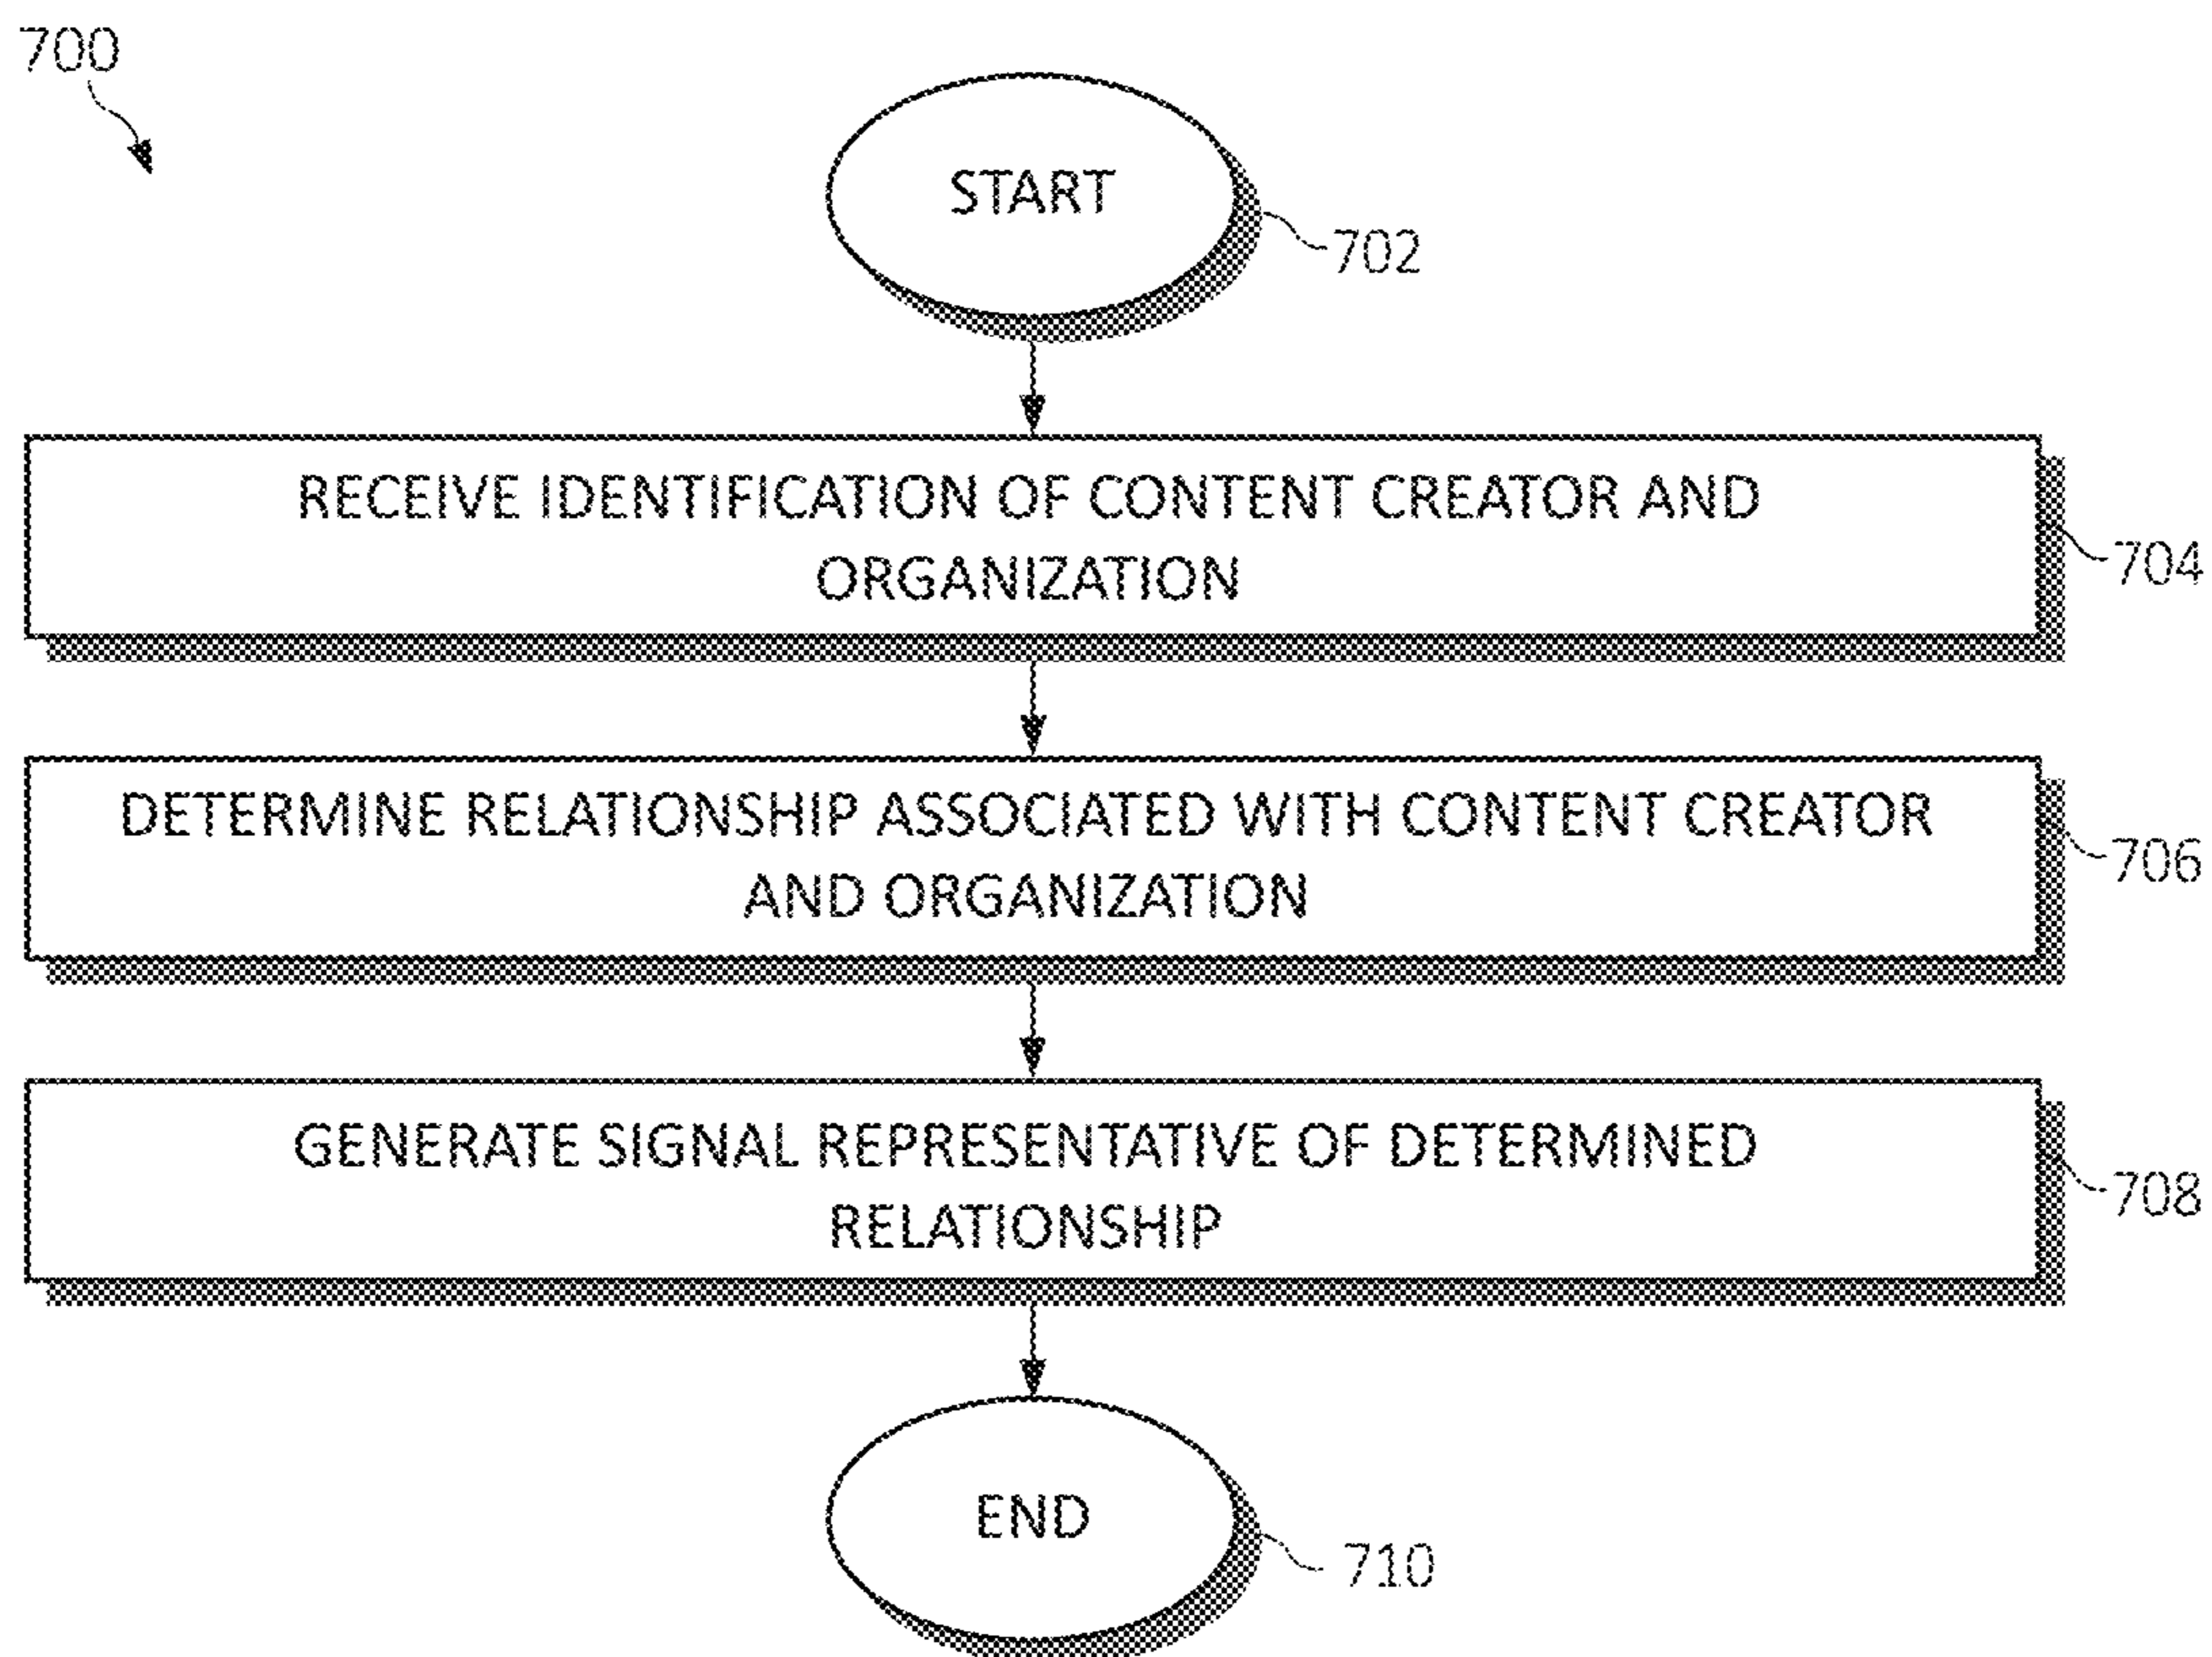 700
START
702
RECEIVE IDENTIFICATION OF CONTENT CREATOR AND
ORGANIZATION
704
DETERMINE RELATIONSHIP ASSOCIATED WITH CONTENT CREATOR
AND ORGANIZATION
706
GENERATE SIGNAL REPRESENTATIVE OF DETERMINED
RELATIONSHIP
708
END
710